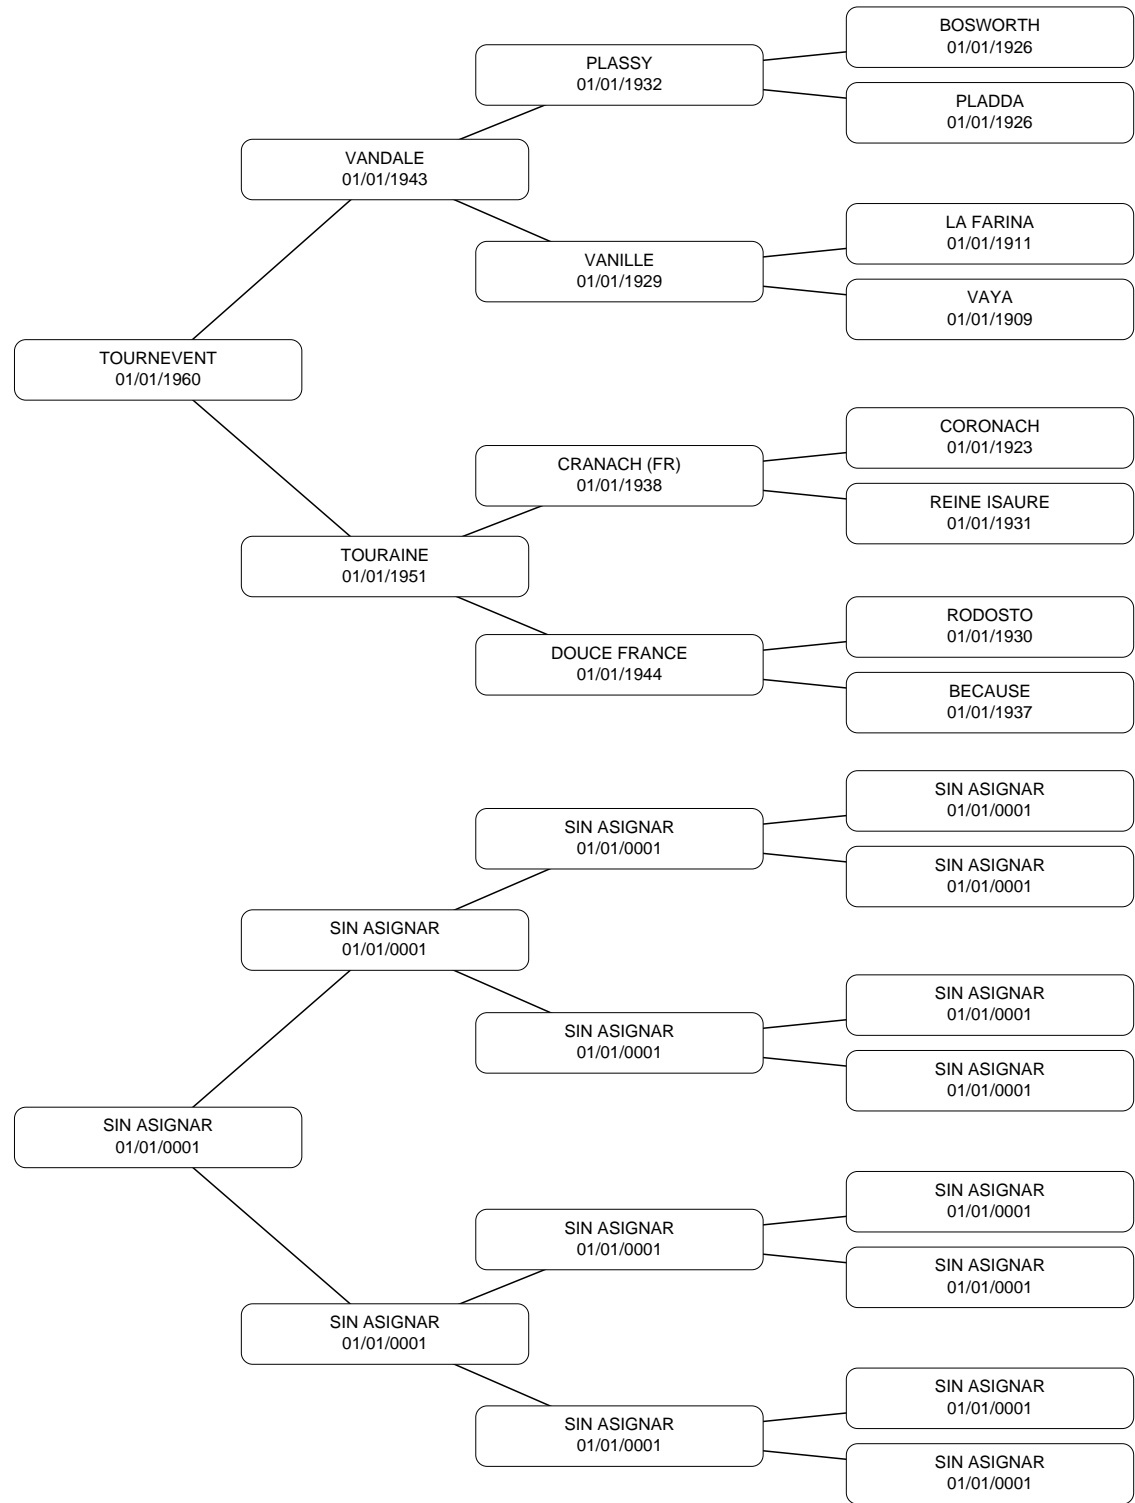 BOSWORTH
01/01/1926
PLASSY
01/01/1932
PLADDA
01/01/1926
VANDALE
01/01/1943
LA FARINA
01/01/1911
VANILLE
01/01/1929
VAYA
01/01/1909
TOURNEVENT
01/01/1960
CORONACH
01/01/1923
CRANACH (FR)
01/01/1938
REINE ISAURE
01/01/1931
TOURAINE
01/01/1951
RODOSTO
01/01/1930
DOUCE FRANCE
01/01/1944
BECAUSE
01/01/1937
SIN ASIGNAR
01/01/0001
SIN ASIGNAR
01/01/0001
SIN ASIGNAR
01/01/0001
SIN ASIGNAR
01/01/0001
SIN ASIGNAR
01/01/0001
SIN ASIGNAR
01/01/0001
SIN ASIGNAR
01/01/0001
SIN ASIGNAR
01/01/0001
SIN ASIGNAR
01/01/0001
SIN ASIGNAR
01/01/0001
SIN ASIGNAR
01/01/0001
SIN ASIGNAR
01/01/0001
SIN ASIGNAR
01/01/0001
SIN ASIGNAR
01/01/0001
SIN ASIGNAR
01/01/0001